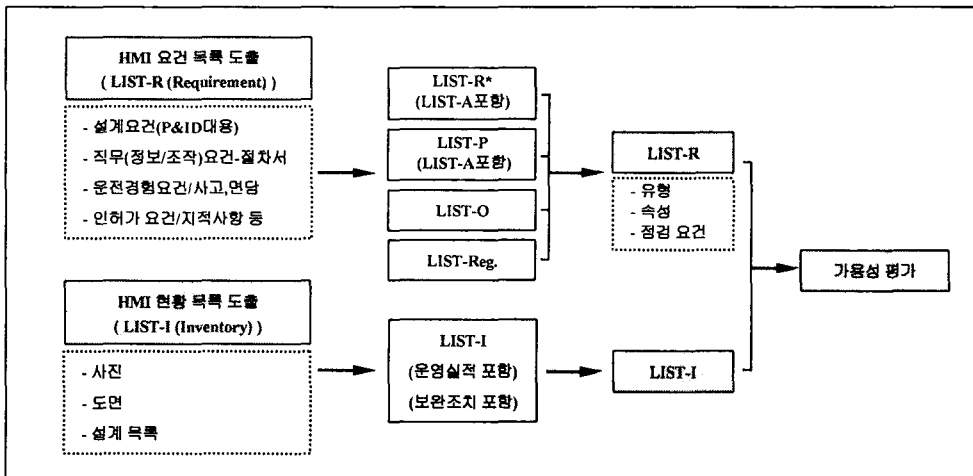 HMI 요건 목록 도출
( LIST-R (Requirement) )
- 설계요건(P&ID대용)
- 직무(정보/조작)요건-절차서
- 운전경험요건/사고,면담
- 인허가 요건/지적사항 등
LIST-R*
(LIST-A포함)
LIST-P
(LIST-A포함)
LIST-O
LIST-Reg.
LIST-R
- 유형
- 속성
- 점검 요건
가용성 평가
HMI 현황 목록 도출
( LIST-I (Inventory) )
- 사진
- 도면
- 설계 목록
LIST-I
(운영실적 포함)
(보완조치 포함)
LIST-I